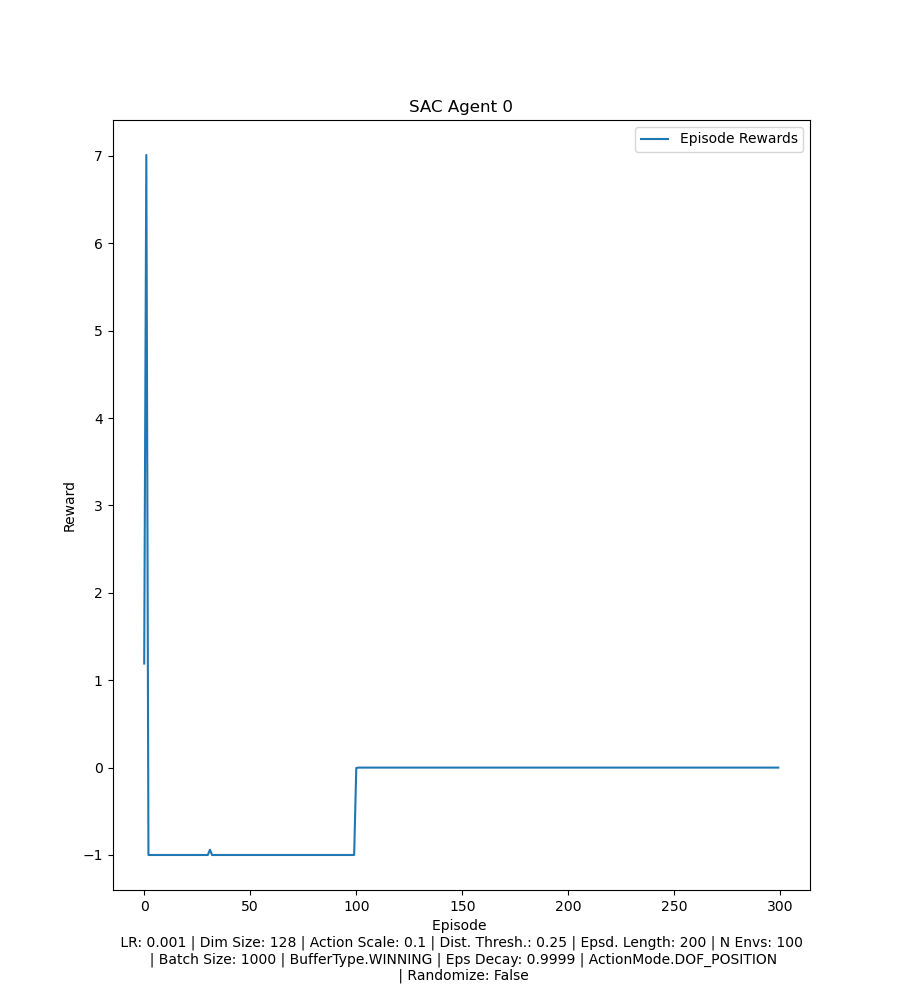 SAC Agent 0
Episode Rewards
7
6
5
4
3
2
1
0
−1
Reward
0 50 100 150 200 250 300
Episode
LR: 0.001 | Dim Size: 128 | Action Scale: 0.1 | Dist. Thresh.: 0.25 | Epsd. Length: 200 | N Envs: 100
| Batch Size: 1000 | BufferType.WINNING | Eps Decay: 0.9999 | ActionMode.DOF_POSITION
| Randomize: False